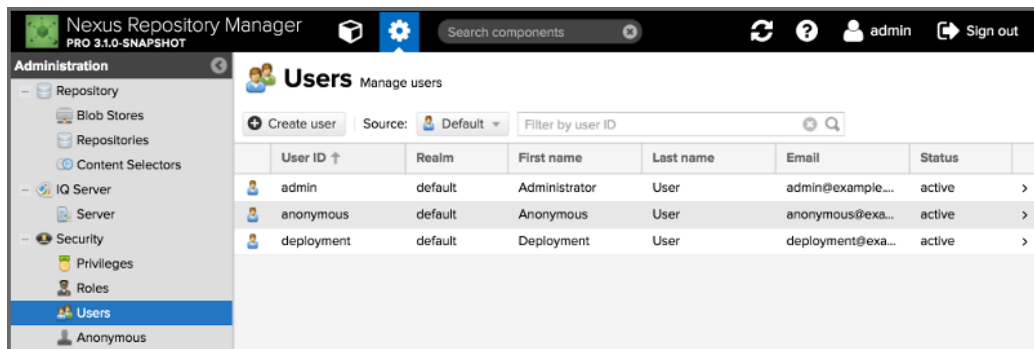 Nexus Repository Manager
PRO 3.1.0-SNAPSHOT
Search components
admin
Sign out
Administration
Repository
Blob Stores
Repositories
Content Selectors
IQ Server
Server
Security
Privileges
Roles
Users
Anonymous
Users Manage users
Create user Source: Default Filter by user ID
User ID Realm First name Last name Email Status
admin default Administrator User admin@example.... active
anonymous default Anonymous User anonymous@exa... active
deployment default Deployment User deployment@exa... active